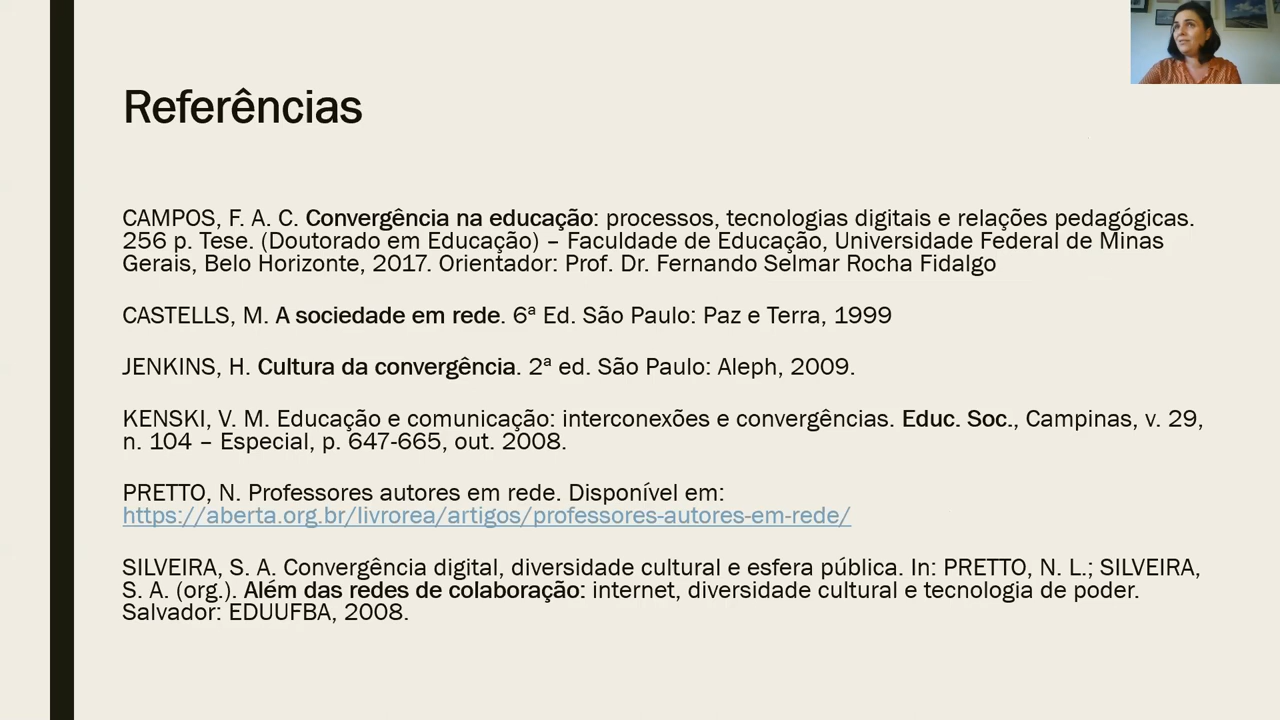 Referências
CAMPOS, F. A. C. Convergência na educação: processos, tecnologias digitais e relações pedagógicas.
256 p. Tese. (Doutorado em Educação) – Faculdade de Educação, Universidade Federal de Minas
Gerais, Belo Horizonte, 2017. Orientador: Prof. Dr. Fernando Selmar Rocha Fidalgo
CASTELLS, M. A sociedade em rede. 6ª Ed. São Paulo: Paz e Terra, 1999
JENKINS, H. Cultura da convergência. 2ª ed. São Paulo: Aleph, 2009.
KENSKI, V. M. Educação e comunicação: interconexões e convergências. Educ. Soc., Campinas, v. 29,
n. 104 – Especial, p. 647-665, out. 2008.
PRETTO, N. Professores autores em rede. Disponível em:
https://aberta.org.br/livrorea/artigos/professores-autores-em-rede/
SILVEIRA, S. A. Convergência digital, diversidade cultural e esfera pública. In: PRETTO, N. L.; SILVEIRA,
S. A. (org.). Além das redes de colaboração: internet, diversidade cultural e tecnologia de poder.
Salvador: EDUUFBA, 2008.